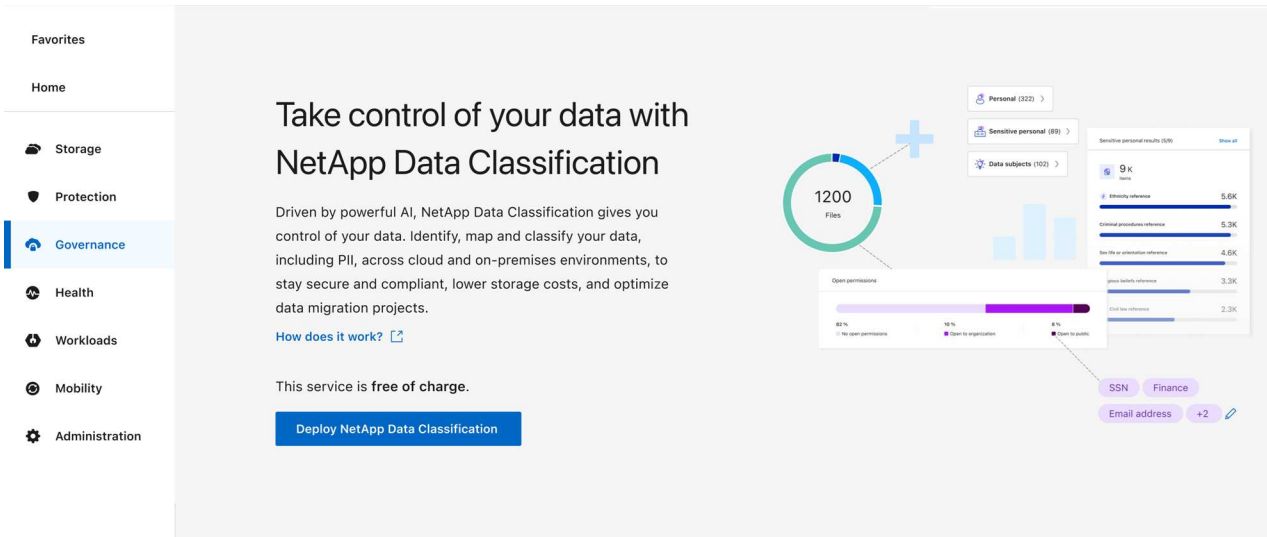 Favorites
Home
Storage
Protection
Governance
Health
Workloads
Mobility
Administration
Take control of your data with
NetApp Data Classification
Driven by powerful AI, NetApp Data Classification gives you
control of your data. Identify, map and classify your data,
including PII, across cloud and on-premises environments, to
stay secure and compliant, lower storage costs, and optimize
data migration projects.
How does it work?
This service is free of charge.
Deploy NetApp Data Classification
Personal (322)
Sensitive personal (89)
Data subjects (102)
1200
Files
Sensitive personal results (5/9) Show all
9 K
Items
Ethnicity reference 5.6K
Criminal procedures reference 5.3K
Sex life or orientation reference 4.6K
beliefs reference 3.3K
Civil law reference 2.3K
Open permissions
82 % 10 % 8 %
No open permissions Open to organization Open to public
SSN Finance
Email address +2